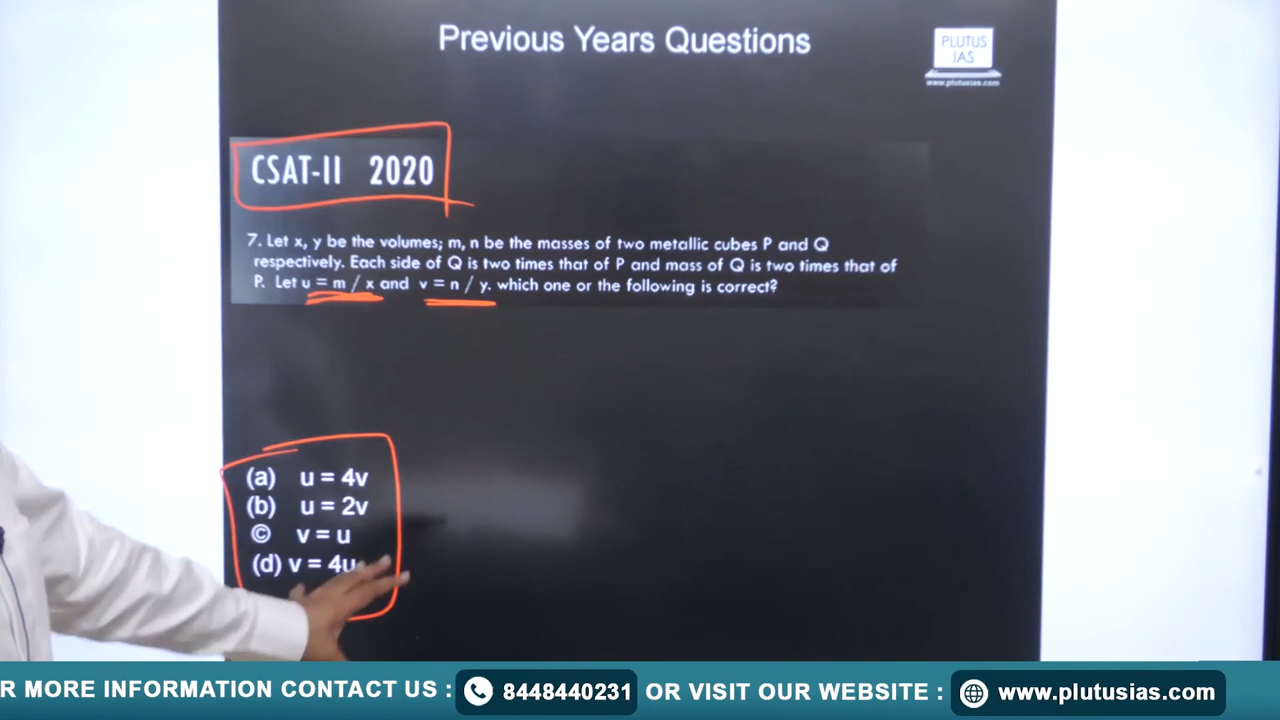 Previous Years Questions
PLUTUS
IAS
www.plutusias.com
CSAT-II 2020
7. Let x, y be the volumes; m, n be the masses of two metallic cubes P and Q
respectively. Each side of Q is two times that of P and mass of Q is two times that of
P. Let u = m / x and v = n / y. which one or the following is correct?
(a) u = 4v
(b) u = 2v
© v = u
(d) v = 4u
R MORE INFORMATION CONTACT US : 8448440231 OR VISIT OUR WEBSITE : www.plutusias.com